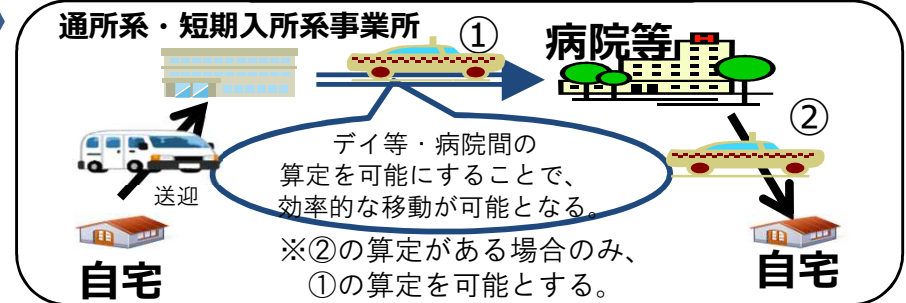 通所系・短期入所系事業所
①
病院等
②
デイ等・病院間の
算定を可能にすることで、
効率的な移動が可能となる。
送迎
自宅
※②の算定がある場合のみ、
①の算定を可能とする。
自宅